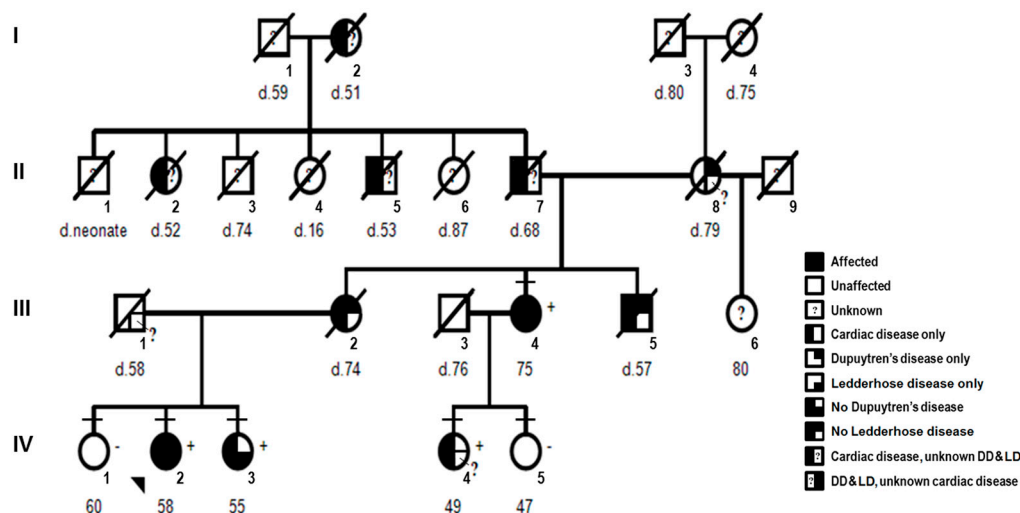 I
?
?
?
?
1
2
3
4
d.59
d.51
d.80
d.75
II
?
?
?
?
?
?
?
?
?
1
2
3
4
5
6
7
8
9
d.neonate
d.52
d.74
d.16
d.53
d.87
d.68
d.79
III
?
+
?
1
2
3
4
5
6
d.58
d.74
d.76
75
d.57
80
IV
-
+
+
+
?
-
1
2
3
4
5
60
58
55
49
47
Affected
Unaffected
? Unknown
Cardiac disease only
Dupuytren's disease only
Ledderhose disease only
No Dupuytren's disease
No Ledderhose disease
? Cardiac disease, unknown DD&LD
? DD&LD, unknown cardiac disease